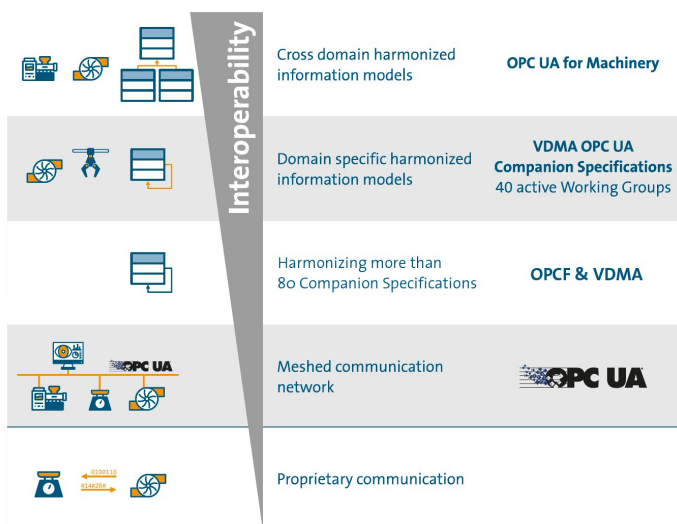 Interoperability
Cross domain harmonized
information models
OPC UA for Machinery
Domain specific harmonized
information models
VDMA OPC UA
Companion Specifications
40 active Working Groups
Harmonizing more than
80 Companion Specifications
OPCF & VDMA
OPC UA
Meshed communication
network
OPC UA
0100110
#14#2B#
Proprietary communication